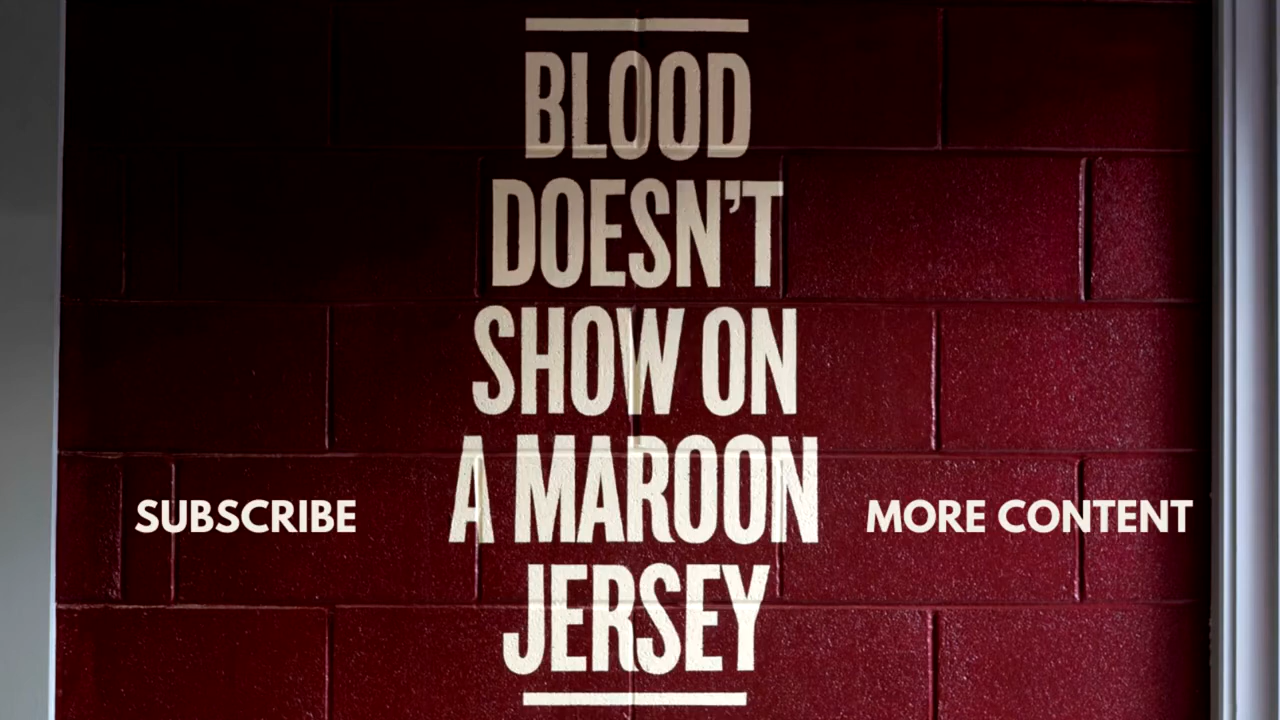 BLOOD
DOESN'T
SHOW ON
A MAROON
JERSEY
SUBSCRIBE
MORE CONTENT